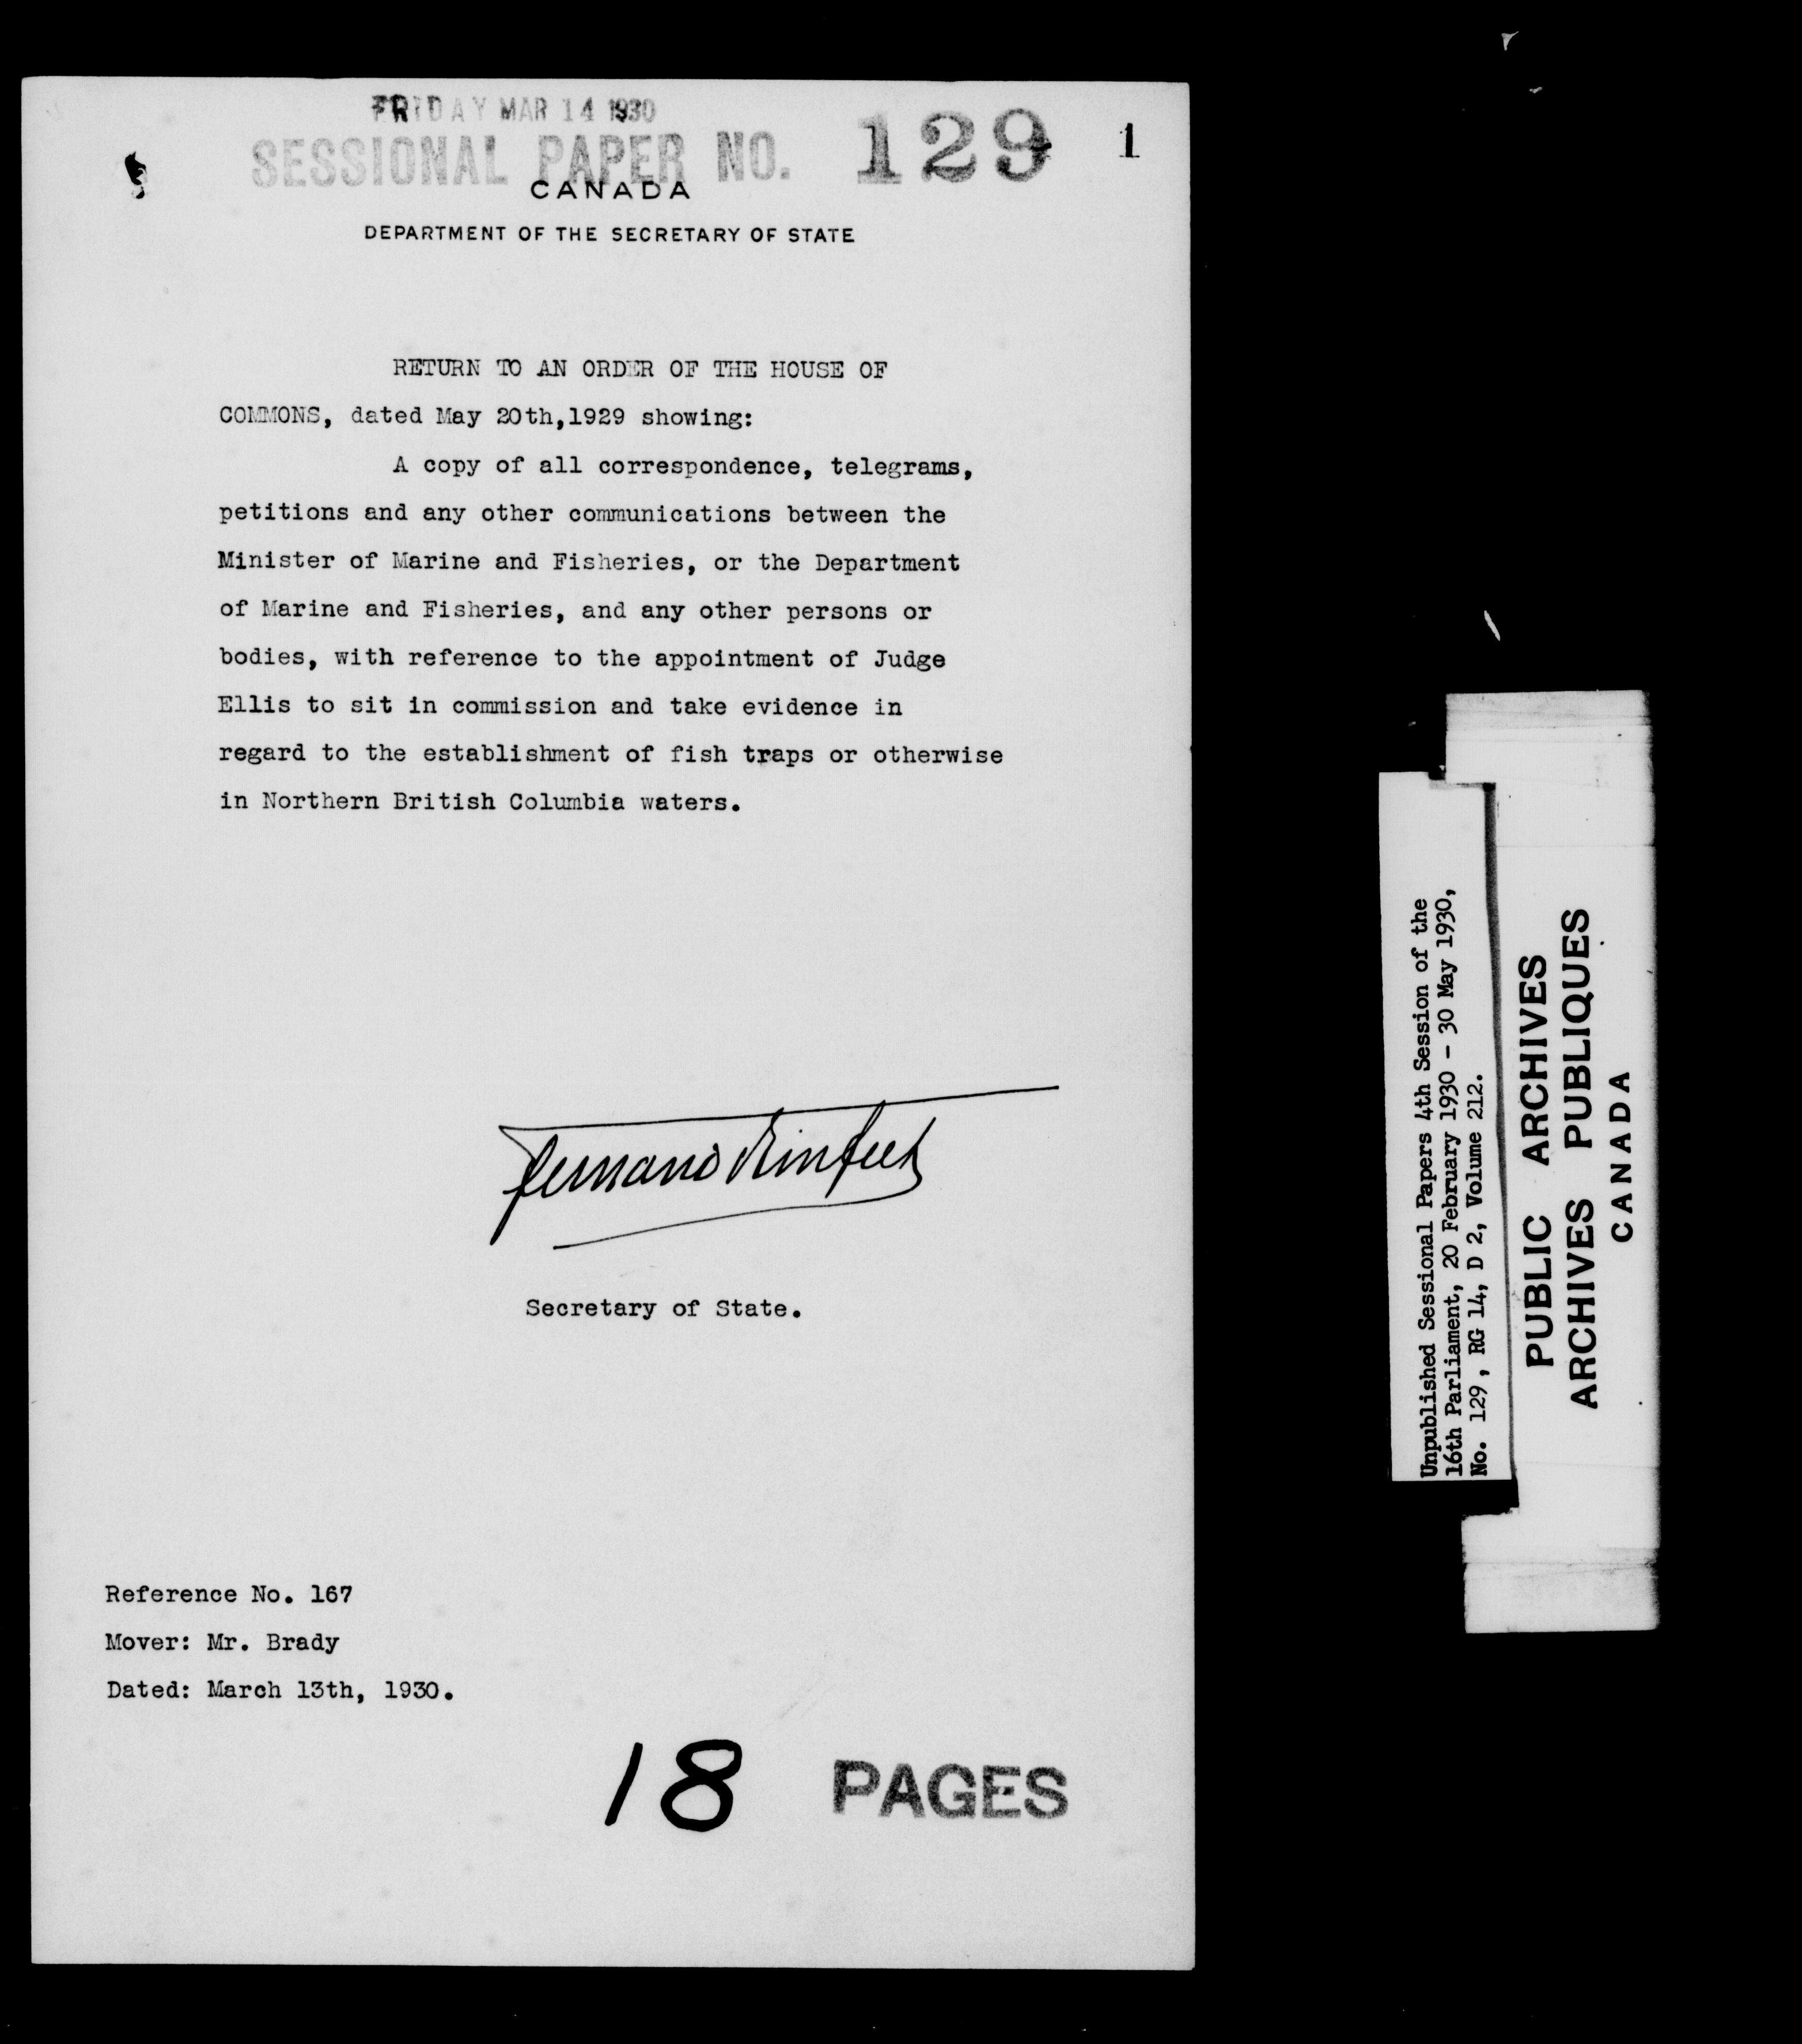 FRIDAY MAR 14 1930
SESSIONAL PAPER NO. 129
1
CANADA
DEPARTMENT OF THE SECRETARY OF STATE
RETURN TO AN ORDER OF THE HOUSE OF
COMMONS, dated May 20th,1929 showing:
A copy of all correspondence, telegrams,
petitions and any other communications between the
Minister of Marine and Fisheries, or the Department
of Marine and Fisheries, and any other persons or
bodies, with reference to the appointment of Judge
Ellis to sit in commission and take evidence in
regard to the establishment of fish traps or otherwise
in Northern British Columbia waters.
Fernand Rinfret
Secretary of State.
Reference No. 167
Mover: Mr. Brady
Dated: March 13th, 1930.
18 PAGES
Unpublished Sessional Papers 4th Session of the
16th Parliament, 20 February 1930 - 30 May 1930,
No. 129, RG 14, D 2, Volume 212.
PUBLIC ARCHIVES
ARCHIVES PUBLIQUES
CANADA